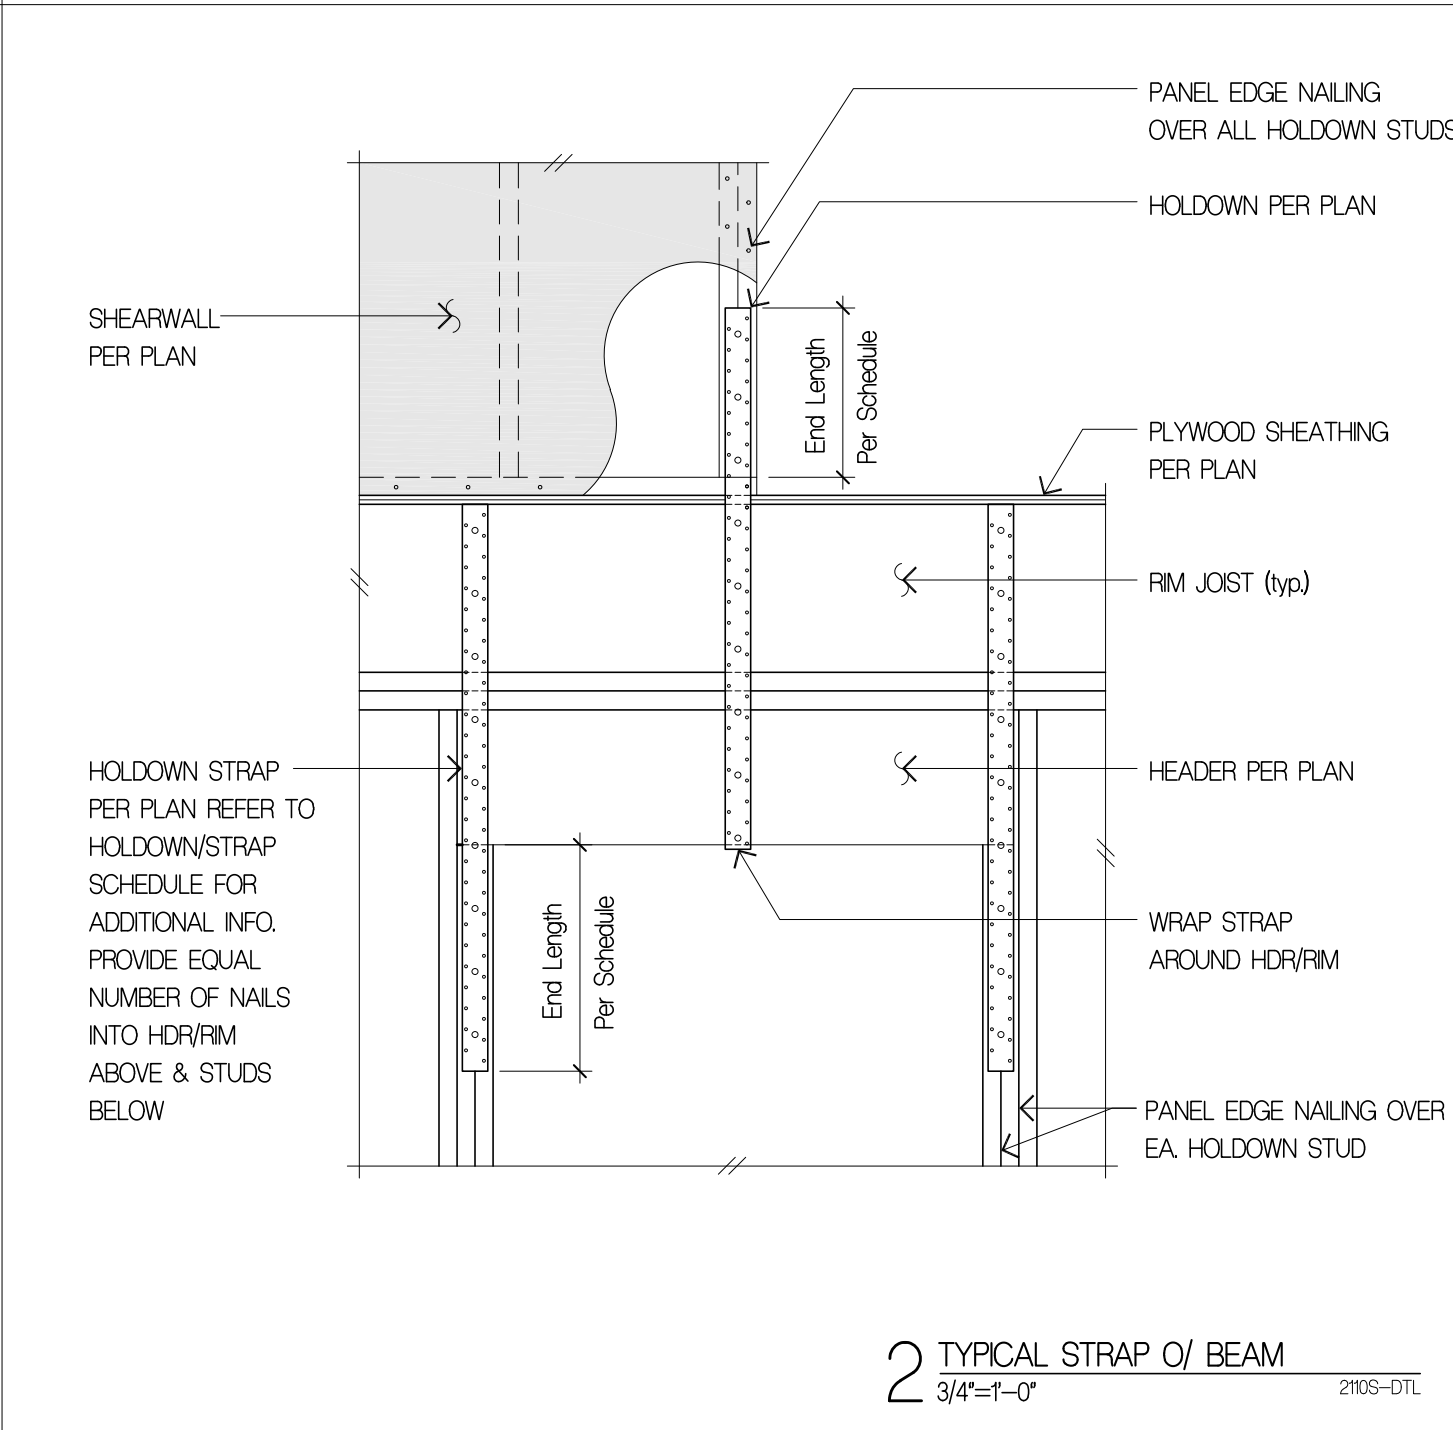 PANEL EDGE NAILING
OVER ALL HOLDOWN STUDS
HOLDOWN PER PLAN
SHEARWALL
PER PLAN
End Length
Per Schedule
PLYWOOD SHEATHING
PER PLAN
RIM JOIST (typ.)
HOLDOWN STRAP
PER PLAN REFER TO
HOLDOWN/STRAP
SCHEDULE FOR
ADDITIONAL INFO.
PROVIDE EQUAL
NUMBER OF NAILS
INTO HDR/RIM
ABOVE & STUDS
BELOW
HEADER PER PLAN
End Length
Per Schedule
WRAP STRAP
AROUND HDR/RIM
PANEL EDGE NAILING OVER
EA. HOLDOWN STUD
2 TYPICAL STRAP O/ BEAM
3/4"=1'-0"
2110S-DTL